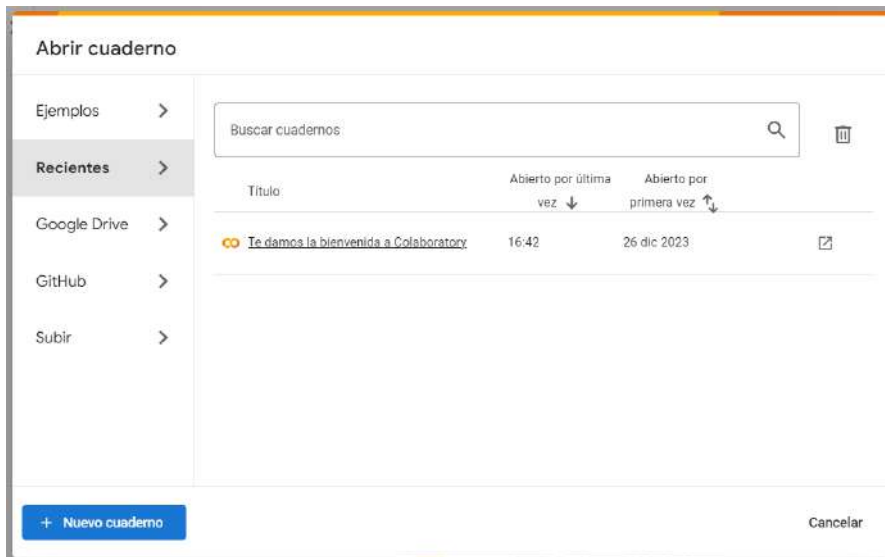 Abrir cuaderno
Ejemplos
Recientes
Google Drive
GitHub
Subir
Buscar cuadernos
Título
Abierto por última
vez
Abierto por
primera vez
Te damos la bienvenida a Colaboratory
16:42
26 dic 2023
+ Nuevo cuaderno
Cancelar